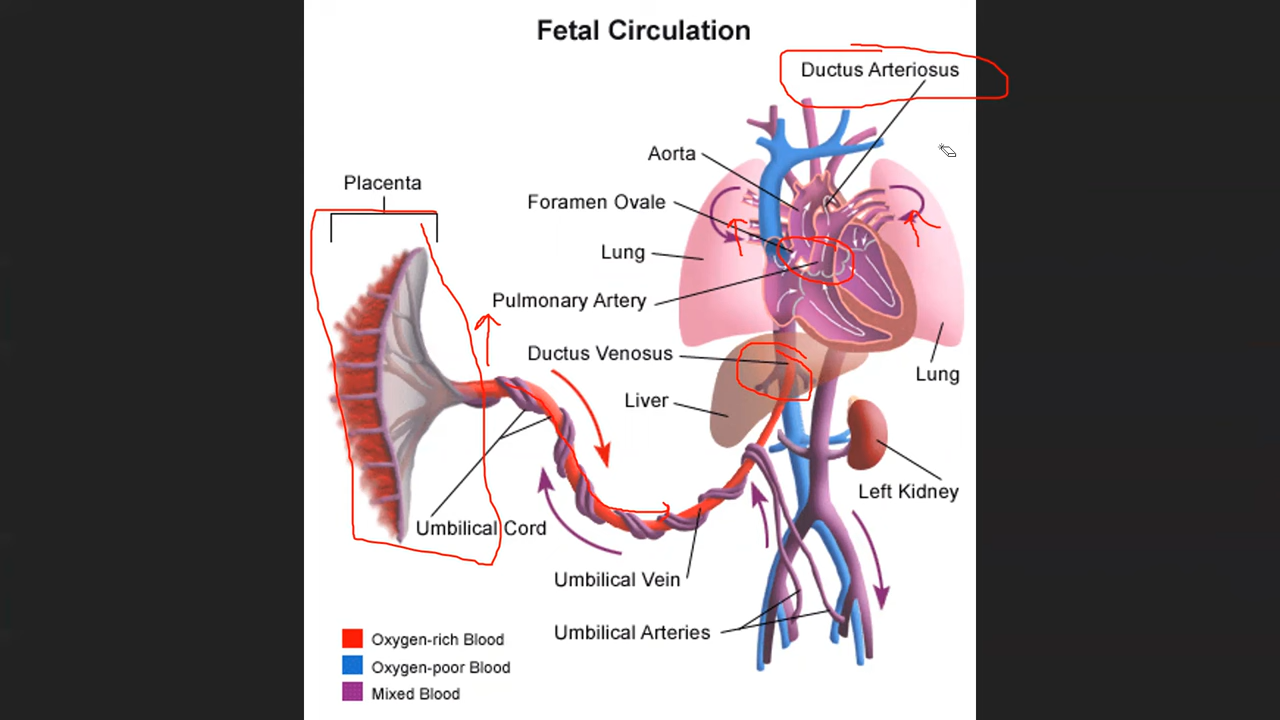 Fetal Circulation
Ductus Arteriosus
Aorta
Placenta
Foramen Ovale
Lung
Pulmonary Artery
Ductus Venosus
Lung
Liver
Left Kidney
Umbilical Cord
Umbilical Vein
Umbilical Arteries
Oxygen-rich Blood
Oxygen-poor Blood
Mixed Blood